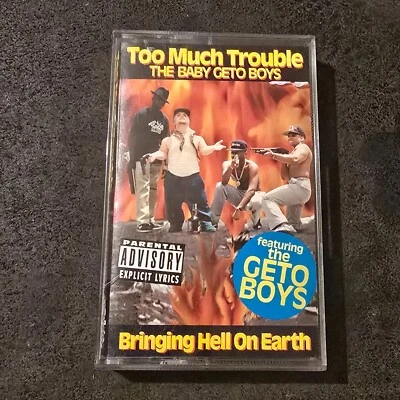 Too Much Trouble
THE BABY GETO BOYS
PARENTAL
ADVISORY
EXPLICIT LYRICS
featuring
the
GETO
BOYS
Bringing Hell On Earth